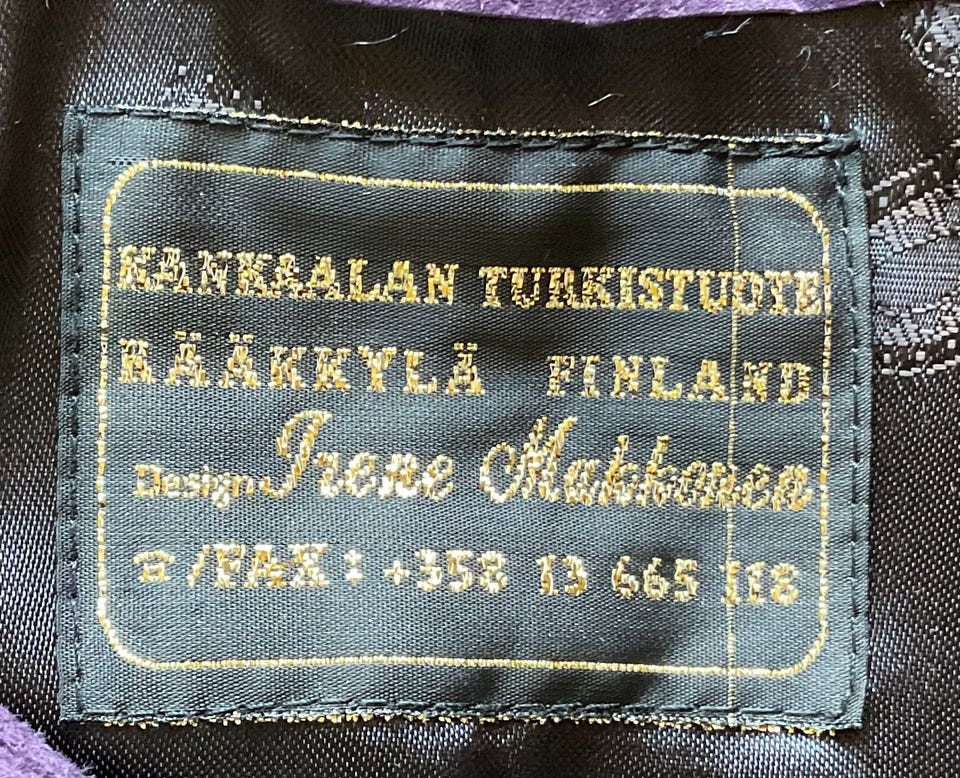 KANKAALAN TURKISTUOTE
RÄÄKKYLÄ FINLAND
Design Irene Makkonen
☎/FAX: +358 13 665 118